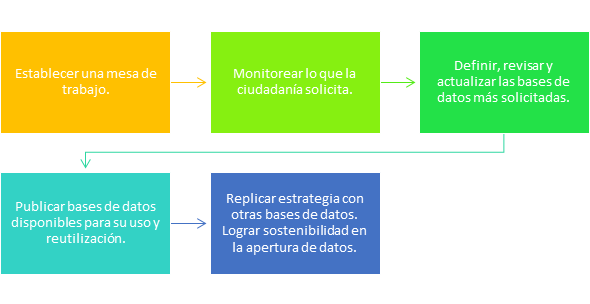 Establecer una mesa de
trabajo.
Monitorear lo que la
ciudadanía solicita.
Definir, revisar y
actualizar las bases de
datos más solicitadas.
Publicar bases de datos
disponibles para su uso y
reutilización.
Replicar estrategia con
otras bases de datos.
Lograr sostenibilidad en
la apertura de datos.